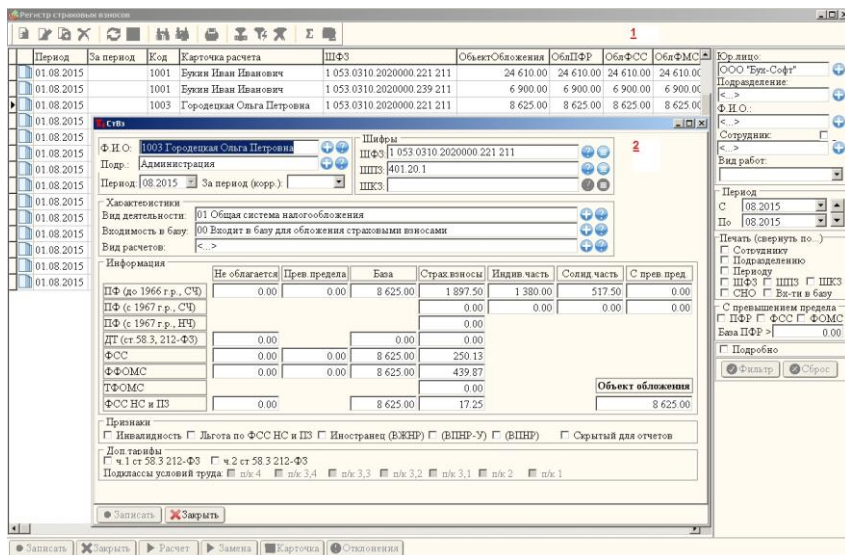 Регистр страховых взносов
1
Период За период Код Карточка расчета ШФЗ ОбъектОбложения ОблПФР ОблФСС ОблФМС
01.08.2015 1001 Букин Иван Иванович 1 053.0310.2020000.221 211 24 610.00 24 610.00 24 610.00 24 610.00
01.08.2015 1001 Букин Иван Иванович 1 053.0310.2020000.239 211 6 900.00 6 900.00 6 900.00 6 900.00
01.08.2015 1003 Городецкая Ольга Петровна 1 053.0310.2020000.221 211 8 625.00 8 625.00 8 625.00 8 625.00
01.08.2015
01.08.2015
01.08.2015
01.08.2015
01.08.2015
01.08.2015
01.08.2015
01.08.2015
01.08.2015
01.08.2015
01.08.2015
01.08.2015
01.08.2015
СтВз
2
Ф.И.О: 1003 Городецкая Ольга Петровна
Подр.: Администрация
Период: 08.2015 За период (корр.):
Шифры
ШФЗ: 1 053.0310.2020000.221 211
ШПЗ: 401.20.1
ШКЗ:
Характеристики
Вид деятельности: 01 Общая система налогообложения
Входимость в базу: 00 Входит в базу для обложения страховыми взносами
Вид расчетов: <...>
Информация
Не облагается Прев.предела База Страх.взносы Индив.часть Солид.часть С прев.пред.
ПФ (до 1966 г.р., СЧ) 0.00 0.00 8 625.00 1 897.50 1 380.00 517.50 0.00
ПФ (с 1967 г.р., СЧ) 0.00 0.00 0.00 0.00
ПФ (с 1967 г.р., НЧ) 0.00
ДТ (ст.58.3, 212-ФЗ) 0.00 0.00 0.00
ФСС 0.00 0.00 8 625.00 250.13
ФФОМС 0.00 0.00 8 625.00 439.87
ТФОМС 0.00 Объект обложения
ФСС НС и ПЗ 0.00 8 625.00 17.25 8 625.00
Признаки
Инвалидность Льгота по ФСС НС и ПЗ Иностранец (ВЖНР) (ВПНР-У) (ВПНР) Скрытый для отчетов
Доп.тарифы
ч.1 ст 58.3 212-ФЗ ч.2 ст 58.3 212-ФЗ
Подклассы условий труда: п/к 4 п/к 3,4 п/к 3,3 п/к 3,2 п/к 3,1 п/к 2 п/к 1
Записать Закрыть
Юр.лицо:
ООО "Бух-Софт"
Подразделение:
<...>
Ф.И.О.:
<...>
Сотрудник:
<...>
Вид работ:
Период
С 08.2015
По 08.2015
Печать (свернуть по...)
Сотруднику
Подразделению
Периоду
ШФЗ ШПЗ ШКЗ
СНО Вх-ти в базу
С превышением предела
ПФР ФСС ФОМС
База ПФР > 0.00
Подробно
Фильтр Сброс
Записать Закрыть Расчет Замена Карточка Отклонения